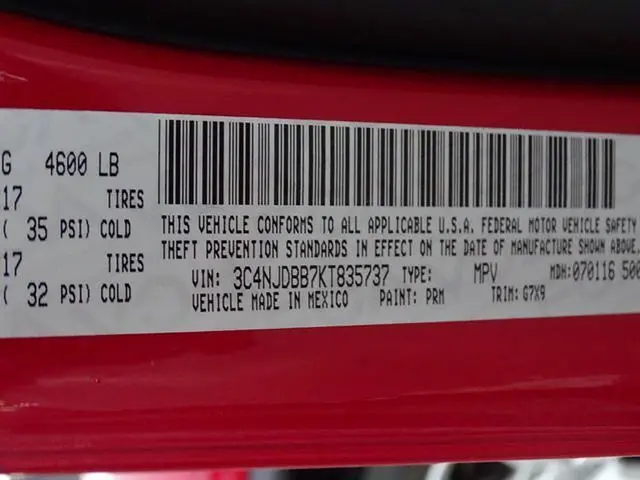 G 4600 LB
17 TIRES
( 35 PSI) COLD
17 TIRES
( 32 PSI) COLD
THIS VEHICLE CONFORMS TO ALL APPLICABLE U.S.A. FEDERAL MOTOR VEHICLE SAFETY
THEFT PREVENTION STANDARDS IN EFFECT ON THE DATE OF MANUFACTURE SHOWN ABOVE.
VIN: 3C4NJDBB7KT835737 TYPE: MPV MDH: 070116 500
VEHICLE MADE IN MEXICO PAINT: PRM TRIM: G7X9